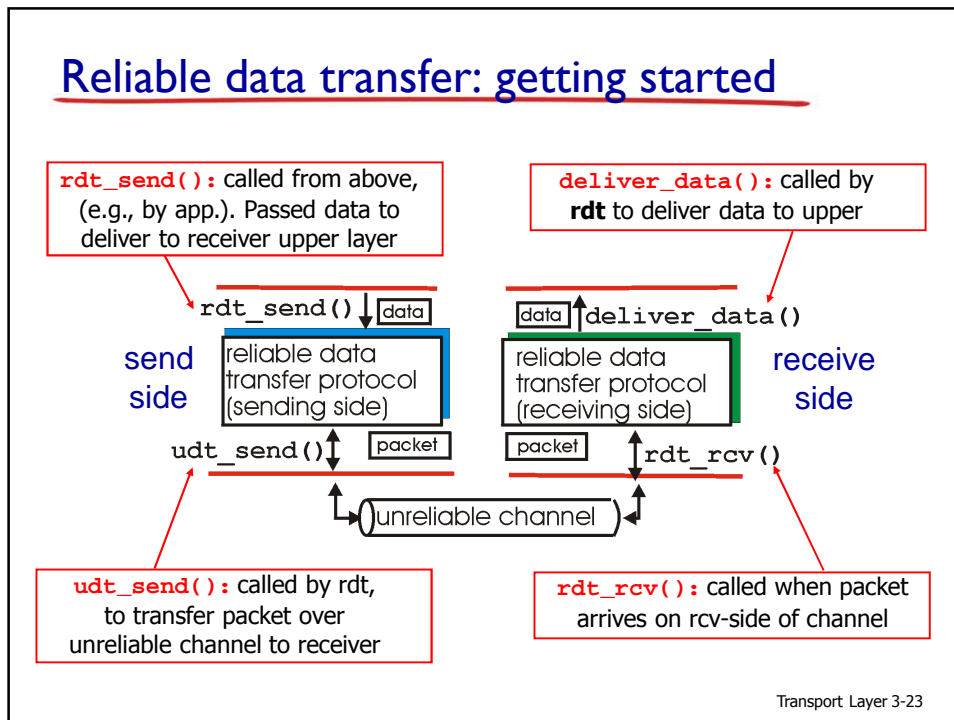 Reliable data transfer: getting started
rdt_send(): called from above,
(e.g., by app.). Passed data to
deliver to receiver upper layer
deliver_data(): called by
rdt to deliver data to upper
rdt_send()
data
data
deliver_data()
send
side
reliable data
transfer protocol
(sending side)
reliable data
transfer protocol
(receiving side)
receive
side
udt_send()
packet
packet
rdt_rcv()
unreliable channel
udt_send(): called by rdt,
to transfer packet over
unreliable channel to receiver
rdt_rcv(): called when packet
arrives on rcv-side of channel
Transport Layer 3-23